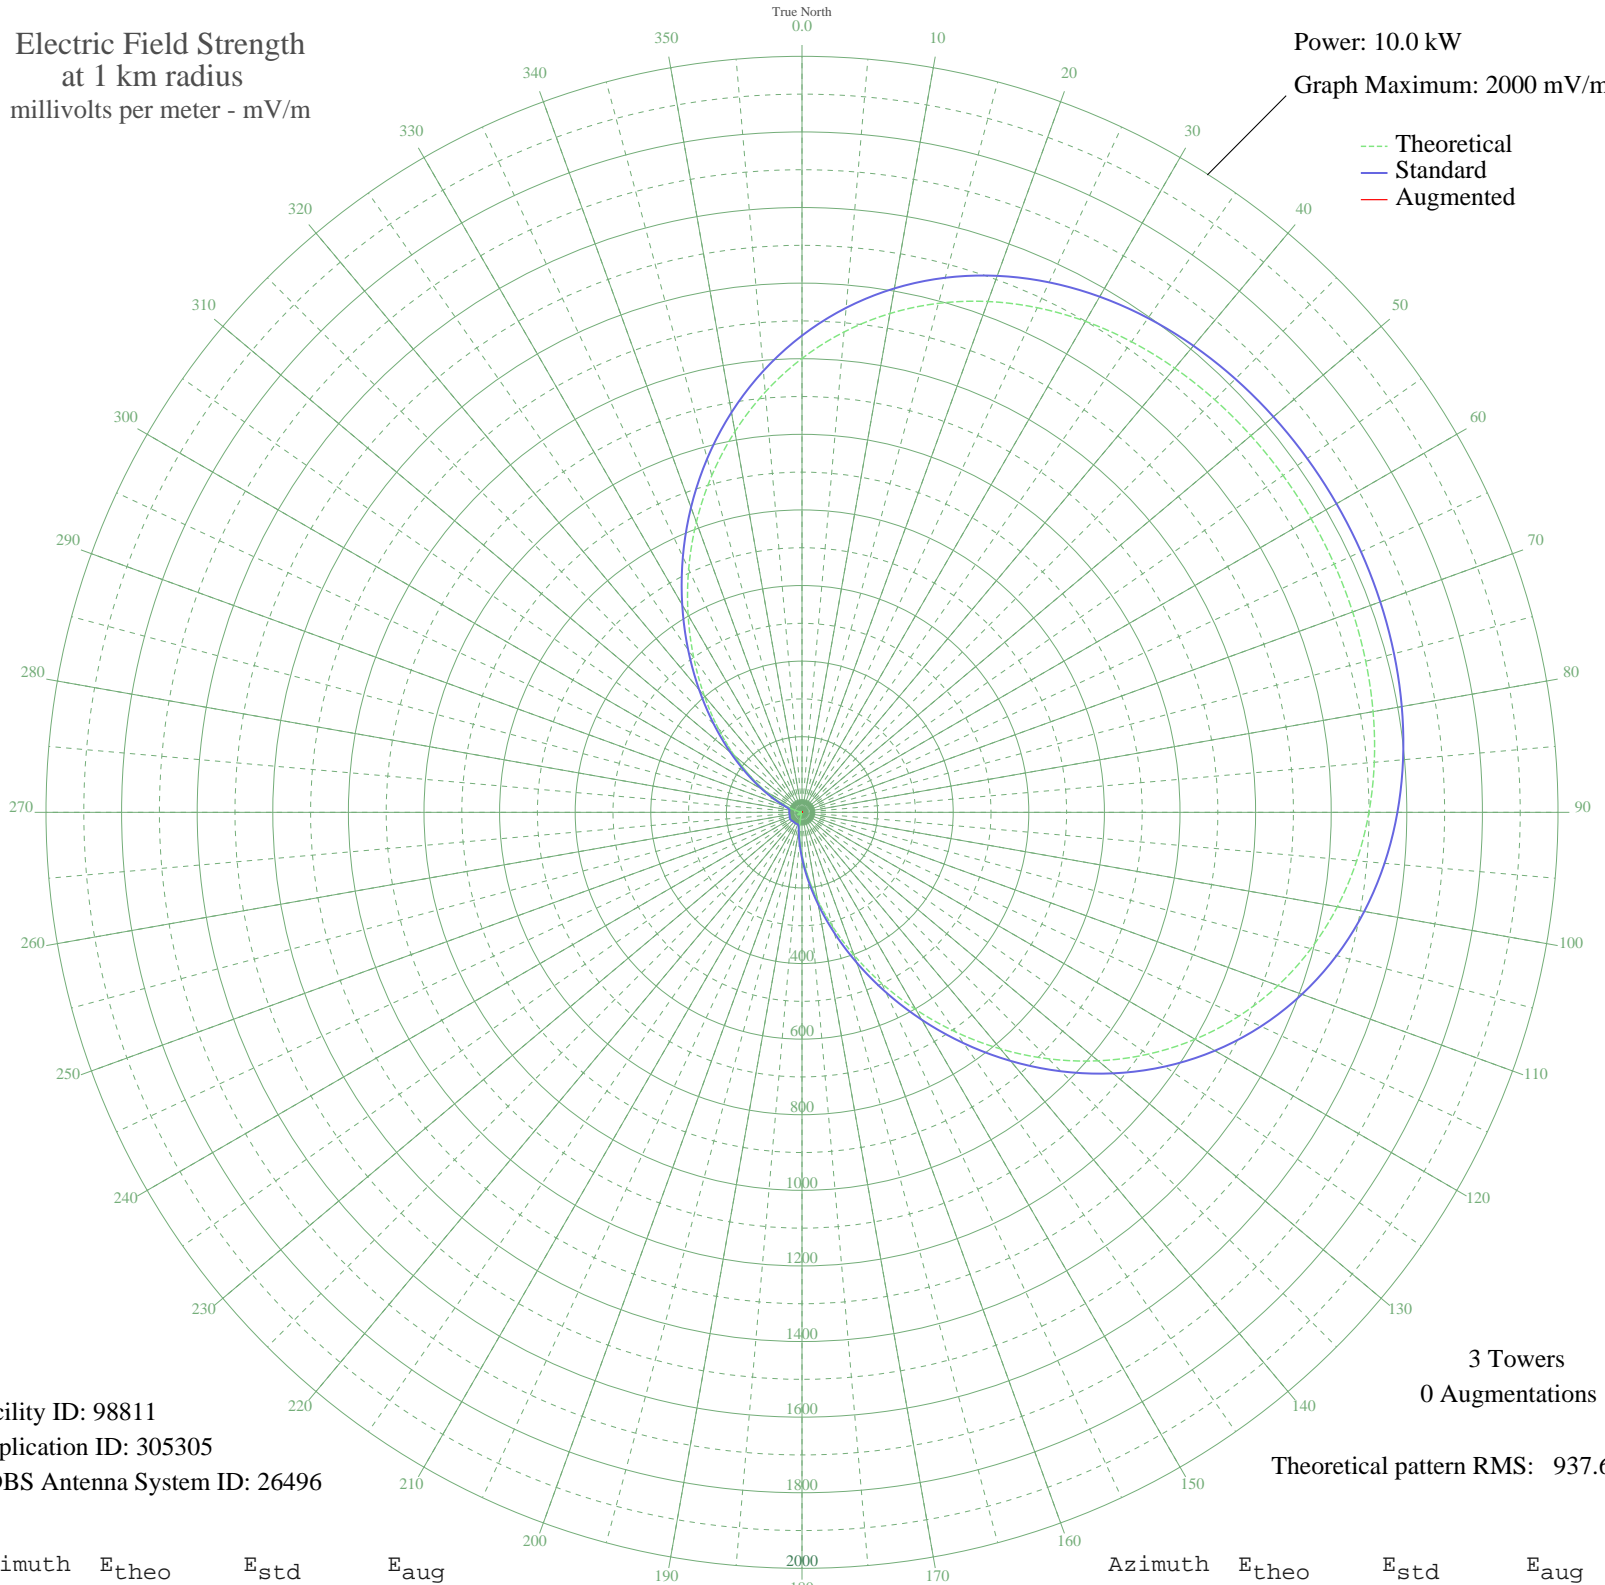 True North
0.0
Electric Field Strength
at 1 km radius
millivolts per meter - mV/m
Power: 10.0 kW
Graph Maximum: 2000 mV/m
Theoretical
Standard
Augmented
10
20
30
40
50
60
70
80
90
100
110
120
130
140
150
160
170
190
200
210
220
230
240
250
260
270
280
290
300
310
320
330
340
350
400
600
800
1000
1200
1400
1600
1800
2000
3 Towers
0 Augmentations
Theoretical pattern RMS: 937.6
cility ID: 98811
plication ID: 305305
DBS Antenna System ID: 26496
imuth Etheo Estd Eaug
Azimuth Etheo Estd Eaug